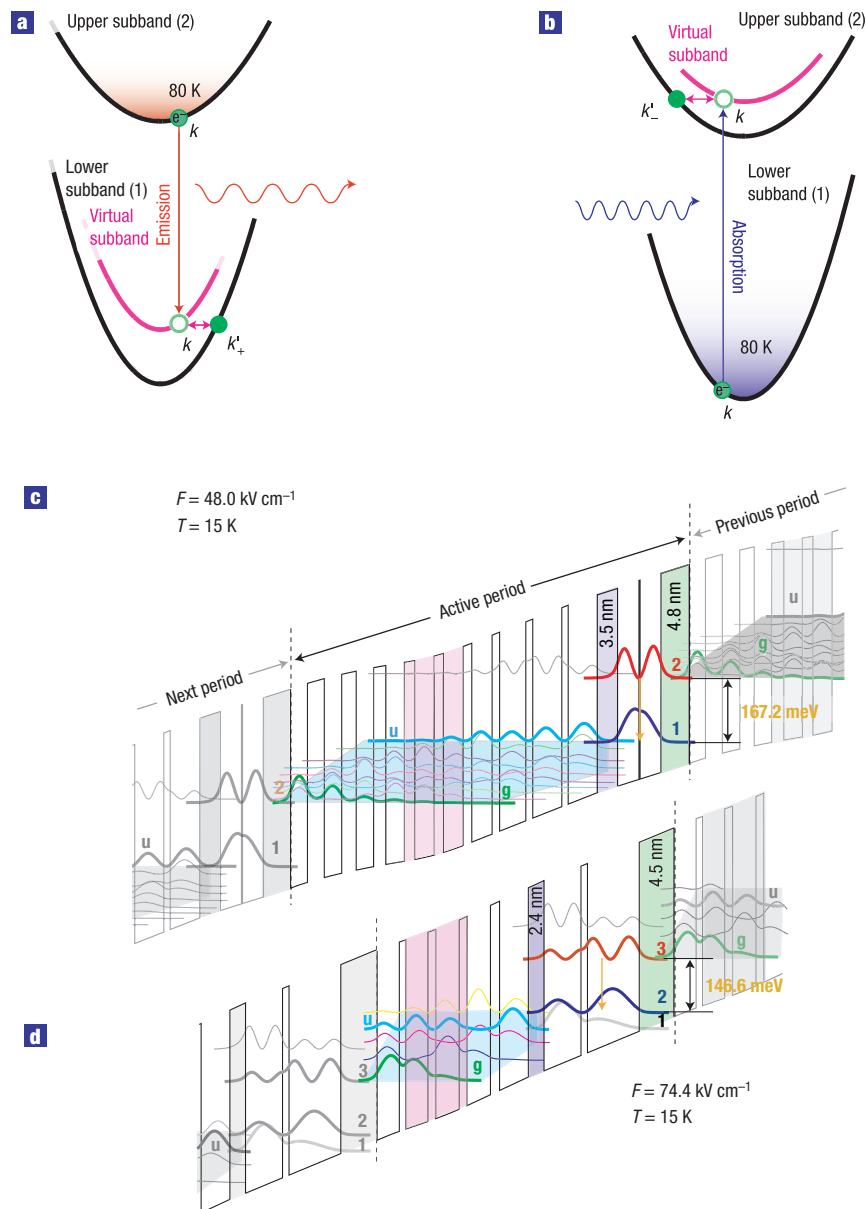 a
Upper subband (2)
80 K
e–
k
Lower
subband (1)
Virtual
subband
Emission
k
k'+
b
Virtual
subband
Upper subband (2)
k'–
k
Lower
subband (1)
Absorption
80 K
e–
k
c
F = 48.0 kV cm–1
T = 15 K
Previous period
Active period
Next period
3.5 nm
4.8 nm
u
g
2
167.2 meV
1
u
2
g
u
1
4.5 nm
2.4 nm
u
3
g
146.6 meV
2
1
u
d
g
3
F = 74.4 kV cm–1
T = 15 K
2
u
1